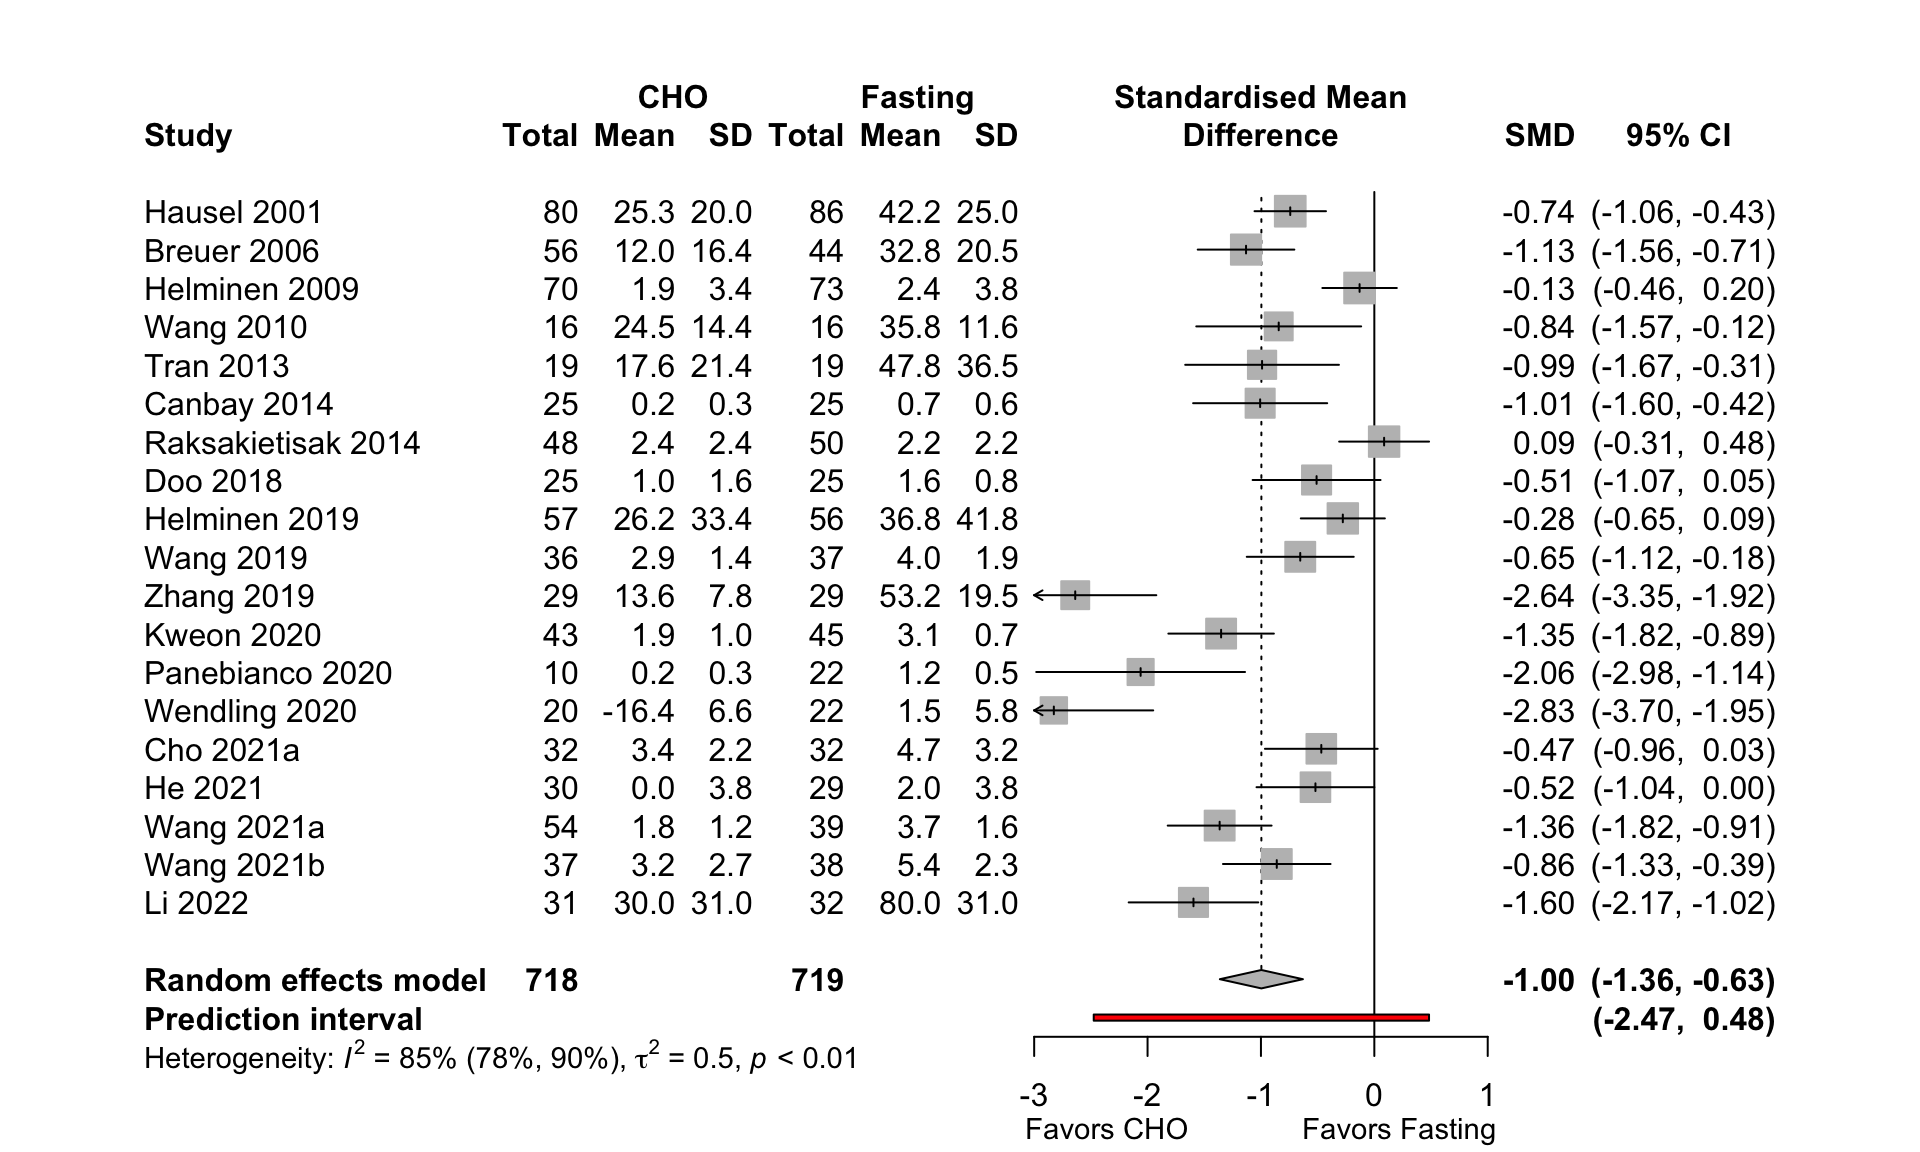 CHO Fasting Standardised Mean
Study Total Mean SD Total Mean SD Difference SMD 95% CI
Hausel 2001 80 25.3 20.0 86 42.2 25.0 -0.74 (-1.06, -0.43)
Breuer 2006 56 12.0 16.4 44 32.8 20.5 -1.13 (-1.56, -0.71)
Helminen 2009 70 1.9 3.4 73 2.4 3.8 -0.13 (-0.46, 0.20)
Wang 2010 16 24.5 14.4 16 35.8 11.6 -0.84 (-1.57, -0.12)
Tran 2013 19 17.6 21.4 19 47.8 36.5 -0.99 (-1.67, -0.31)
Canbay 2014 25 0.2 0.3 25 0.7 0.6 -1.01 (-1.60, -0.42)
Raksakietisak 2014 48 2.4 2.4 50 2.2 2.2 0.09 (-0.31, 0.48)
Doo 2018 25 1.0 1.6 25 1.6 0.8 -0.51 (-1.07, 0.05)
Helminen 2019 57 26.2 33.4 56 36.8 41.8 -0.28 (-0.65, 0.09)
Wang 2019 36 2.9 1.4 37 4.0 1.9 -0.65 (-1.12, -0.18)
Zhang 2019 29 13.6 7.8 29 53.2 19.5 -2.64 (-3.35, -1.92)
Kweon 2020 43 1.9 1.0 45 3.1 0.7 -1.35 (-1.82, -0.89)
Panebianco 2020 10 0.2 0.3 22 1.2 0.5 -2.06 (-2.98, -1.14)
Wendling 2020 20 -16.4 6.6 22 1.5 5.8 -2.83 (-3.70, -1.95)
Cho 2021a 32 3.4 2.2 32 4.7 3.2 -0.47 (-0.96, 0.03)
He 2021 30 0.0 3.8 29 2.0 3.8 -0.52 (-1.04, 0.00)
Wang 2021a 54 1.8 1.2 39 3.7 1.6 -1.36 (-1.82, -0.91)
Wang 2021b 37 3.2 2.7 38 5.4 2.3 -0.86 (-1.33, -0.39)
Li 2022 31 30.0 31.0 32 80.0 31.0 -1.60 (-2.17, -1.02)
Random effects model 718 719 -1.00 (-1.36, -0.63)
Prediction interval (-2.47, 0.48)
Heterogeneity: I² = 85% (78%, 90%), τ² = 0.5, p < 0.01
-3 -2 -1 0 1
Favors CHO Favors Fasting